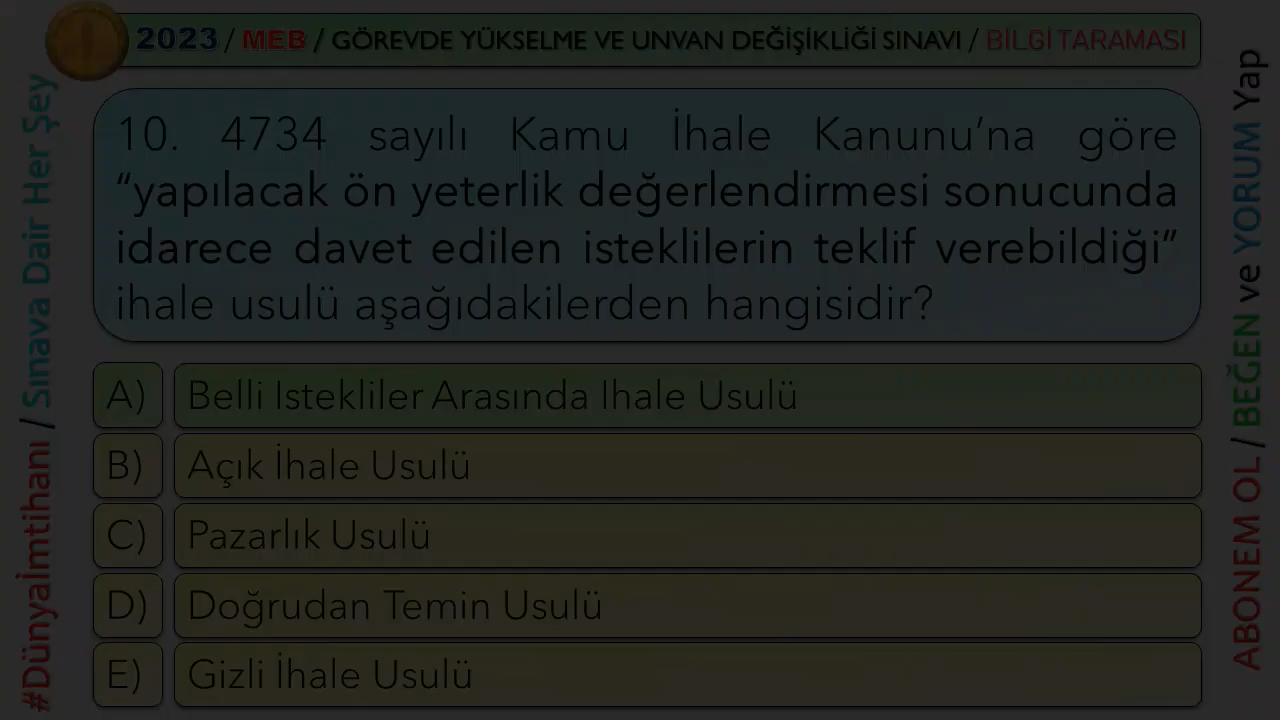 2023 / MEB / GÖREVDE YÜKSELME VE UNVAN DEĞİŞİKLİĞİ SINAVI / BİLGİ TARAMASI
#Dünyaimtihanı / Sınava Dair Her Şey
10. 4734 sayılı Kamu İhale Kanunu’na göre
“yapılacak ön yeterlik değerlendirmesi sonucunda
idarece davet edilen isteklilerin teklif verebildiği”
ihale usulü aşağıdakilerden hangisidir?
A) Belli Istekliler Arasında Ihale Usulü
B) Açık İhale Usulü
C) Pazarlık Usulü
D) Doğrudan Temin Usulü
E) Gizli İhale Usulü
ABONEM OL / BEĞEN ve YORUM Yap